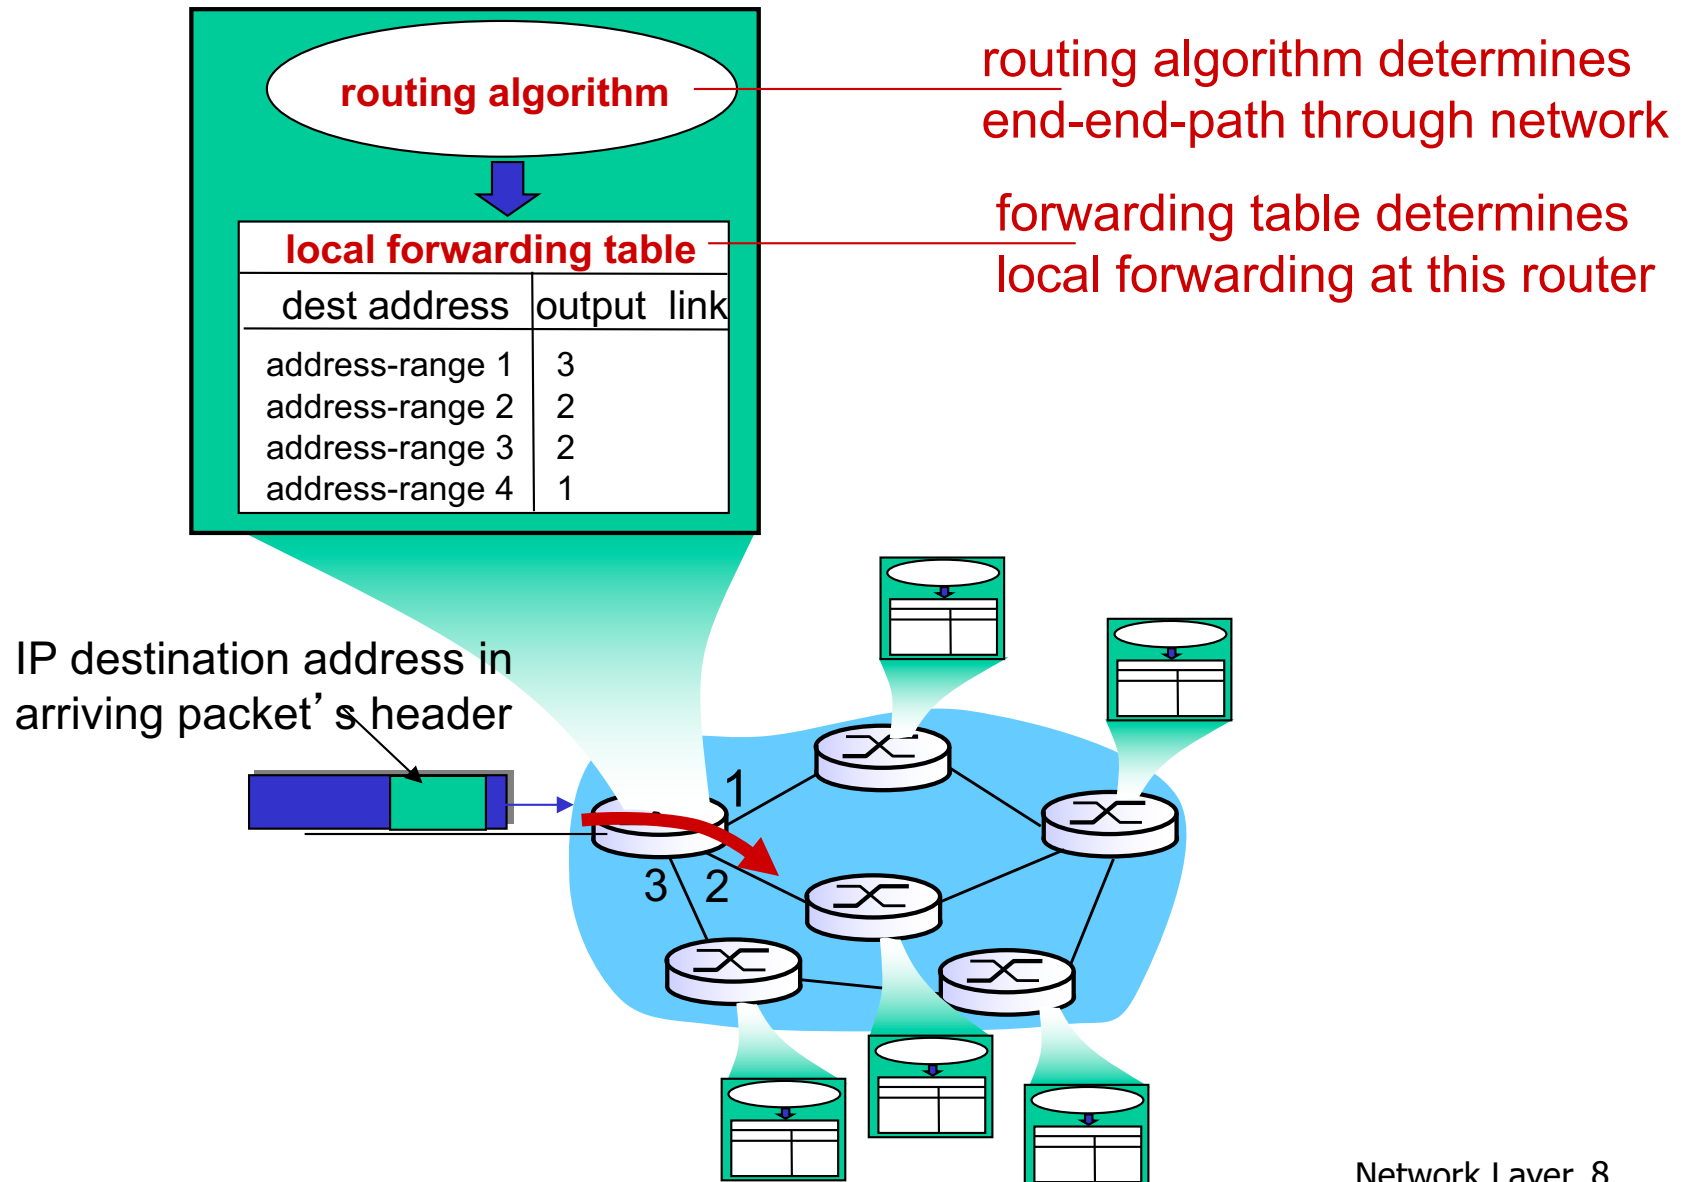 routing algorithm
routing algorithm determines
end-end-path through network
local forwarding table
forwarding table determines
local forwarding at this router
dest address output link
address-range 1 3
address-range 2 2
address-range 3 2
address-range 4 1
IP destination address in
arriving packet’s header
1
3 2
Network Layer 8